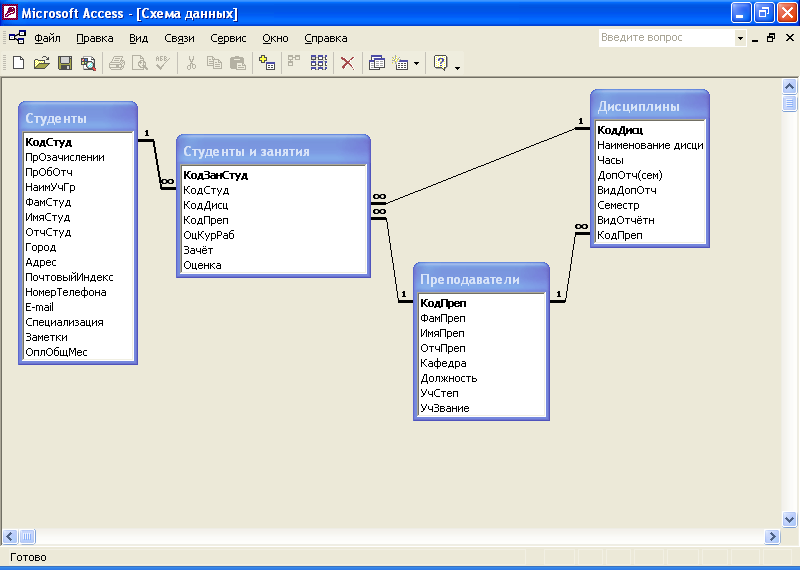 Microsoft Access - [Схема данных]
Файл Правка Вид Связи Сервис Окно Справка
Введите вопрос
Студенты
КодСтуд
ПрОзачислении
ПрОбОтч
НаимУчГр
ФамСтуд
ИмяСтуд
ОтчСтуд
Город
Адрес
ПочтовыйИндекс
НомерТелефона
E-mail
Специализация
Заметки
ОплОбщМес
1
∞
Студенты и занятия
КодЗанСтуд
КодСтуд
КодДисц
КодПреп
ОцКурРаб
Зачёт
Оценка
∞
∞
1
1
Преподаватели
КодПреп
ФамПреп
ИмяПреп
ОтчПреп
Кафедра
Должность
УчСтеп
УчЗвание
1
∞
Дисциплины
КодДисц
Наименование дисци
Часы
ДопОтч(сем)
ВидДопОтч
Семестр
ВидОтчётн
КодПреп
Готово